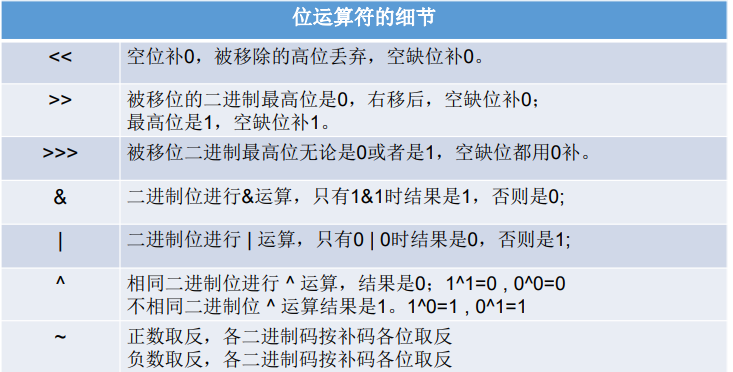 位运算符的细节
<< 空位补0，被移除的高位丢弃，空缺位补0。
>> 被移位的二进制最高位是0，右移后，空缺位补0；
最高位是1，空缺位补1。
>>> 被移位二进制最高位无论是0或者是1，空缺位都用0补。
& 二进制位进行&运算，只有1&1时结果是1，否则是0;
| 二进制位进行 | 运算，只有0 | 0时结果是0，否则是1;
^ 相同二进制位进行 ^ 运算，结果是0；1^1=0 , 0^0=0
不相同二进制位 ^ 运算结果是1。1^0=1 , 0^1=1
~ 正数取反，各二进制码按补码各位取反
负数取反，各二进制码按补码各位取反